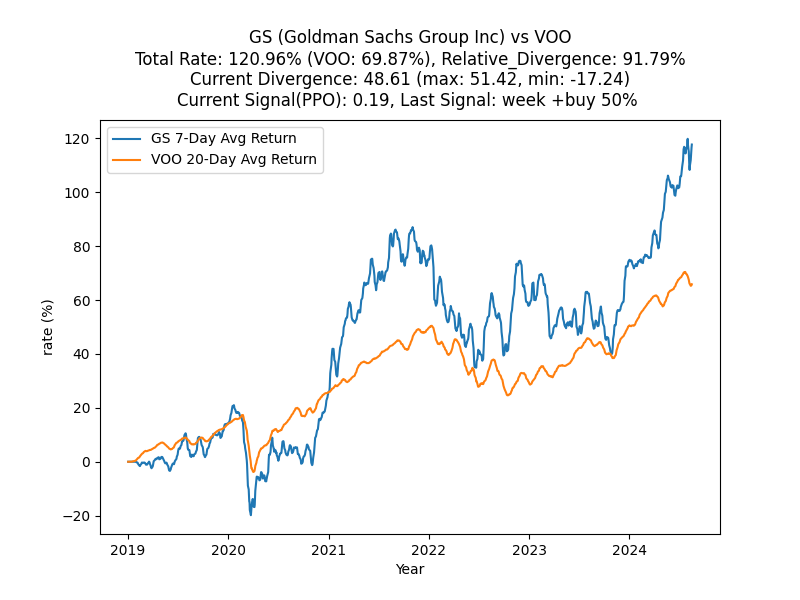 GS (Goldman Sachs Group Inc) vs VOO
Total Rate: 120.96% (VOO: 69.87%), Relative_Divergence: 91.79%
Current Divergence: 48.61 (max: 51.42, min: -17.24)
Current Signal(PPO): 0.19, Last Signal: week +buy 50%
GS 7-Day Avg Return
VOO 20-Day Avg Return
rate (%)
120
100
80
60
40
20
0
−20
2019 2020 2021 2022 2023 2024
Year